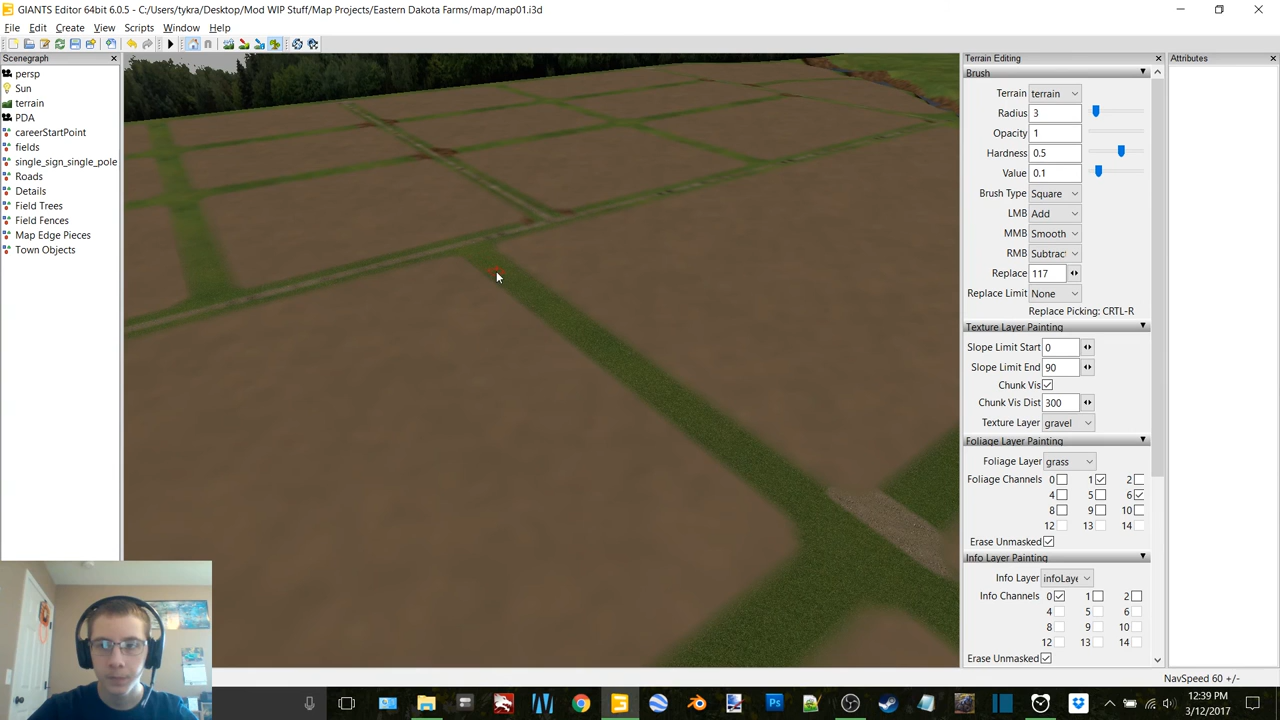 GIANTS Editor 64bit 6.0.5 - C:/Users/tykra/Desktop/Mod WIP Stuff/Map Projects/Eastern Dakota Farms/map/map01.i3d
File Edit Create View Scripts Window Help
Scenegraph
persp
Sun
terrain
PDA
careerStartPoint
fields
single_sign_single_pole
Roads
Details
Field Trees
Field Fences
Map Edge Pieces
Town Objects
Terrain Editing
Brush
Terrain terrain
Radius 3
Opacity 1
Hardness 0.5
Value 0.1
Brush Type Square
LMB Add
MMB Smooth
RMB Subtrac
Replace 117
Replace Limit None
Replace Picking: CRTL-R
Texture Layer Painting
Slope Limit Start 0
Slope Limit End 90
Chunk Vis
Chunk Vis Dist 300
Texture Layer gravel
Foliage Layer Painting
Foliage Layer grass
Foliage Channels 0 1 2
4 5 6
8 9 10
12 13 14
Erase Unmasked
Info Layer Painting
Info Layer infoLaye
Info Channels 0 1 2
4 5 6
8 9 10
12 13 14
Erase Unmasked
Attributes
NavSpeed 60 +/-
12:39 PM
3/12/2017